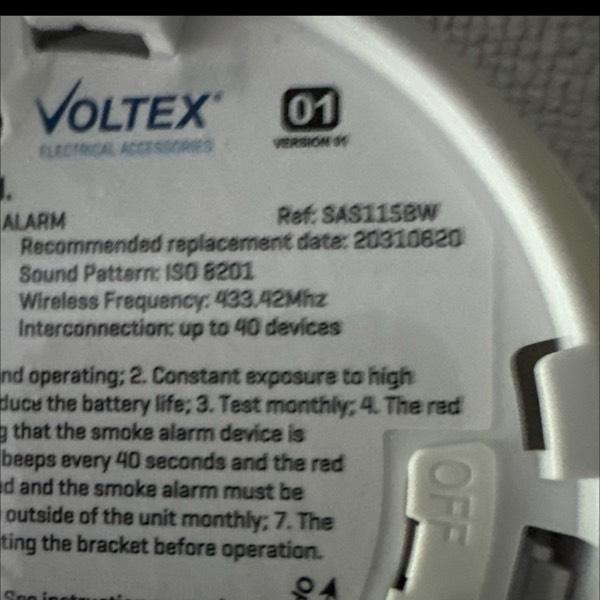 VOLTEX
01
ELECTRICAL ACCESSORIES
VERSION 01
ALARM
Ref: SAS115BW
Recommended replacement date: 20310620
Sound Pattern: ISO 8201
Wireless Frequency: 433.42Mhz
Interconnection: up to 40 devices
nd operating; 2. Constant exposure to high
duce the battery life; 3. Test monthly; 4. The red
g that the smoke alarm device is
beeps every 40 seconds and the red
d and the smoke alarm must be
outside of the unit monthly; 7. The
ting the bracket before operation.
OFF